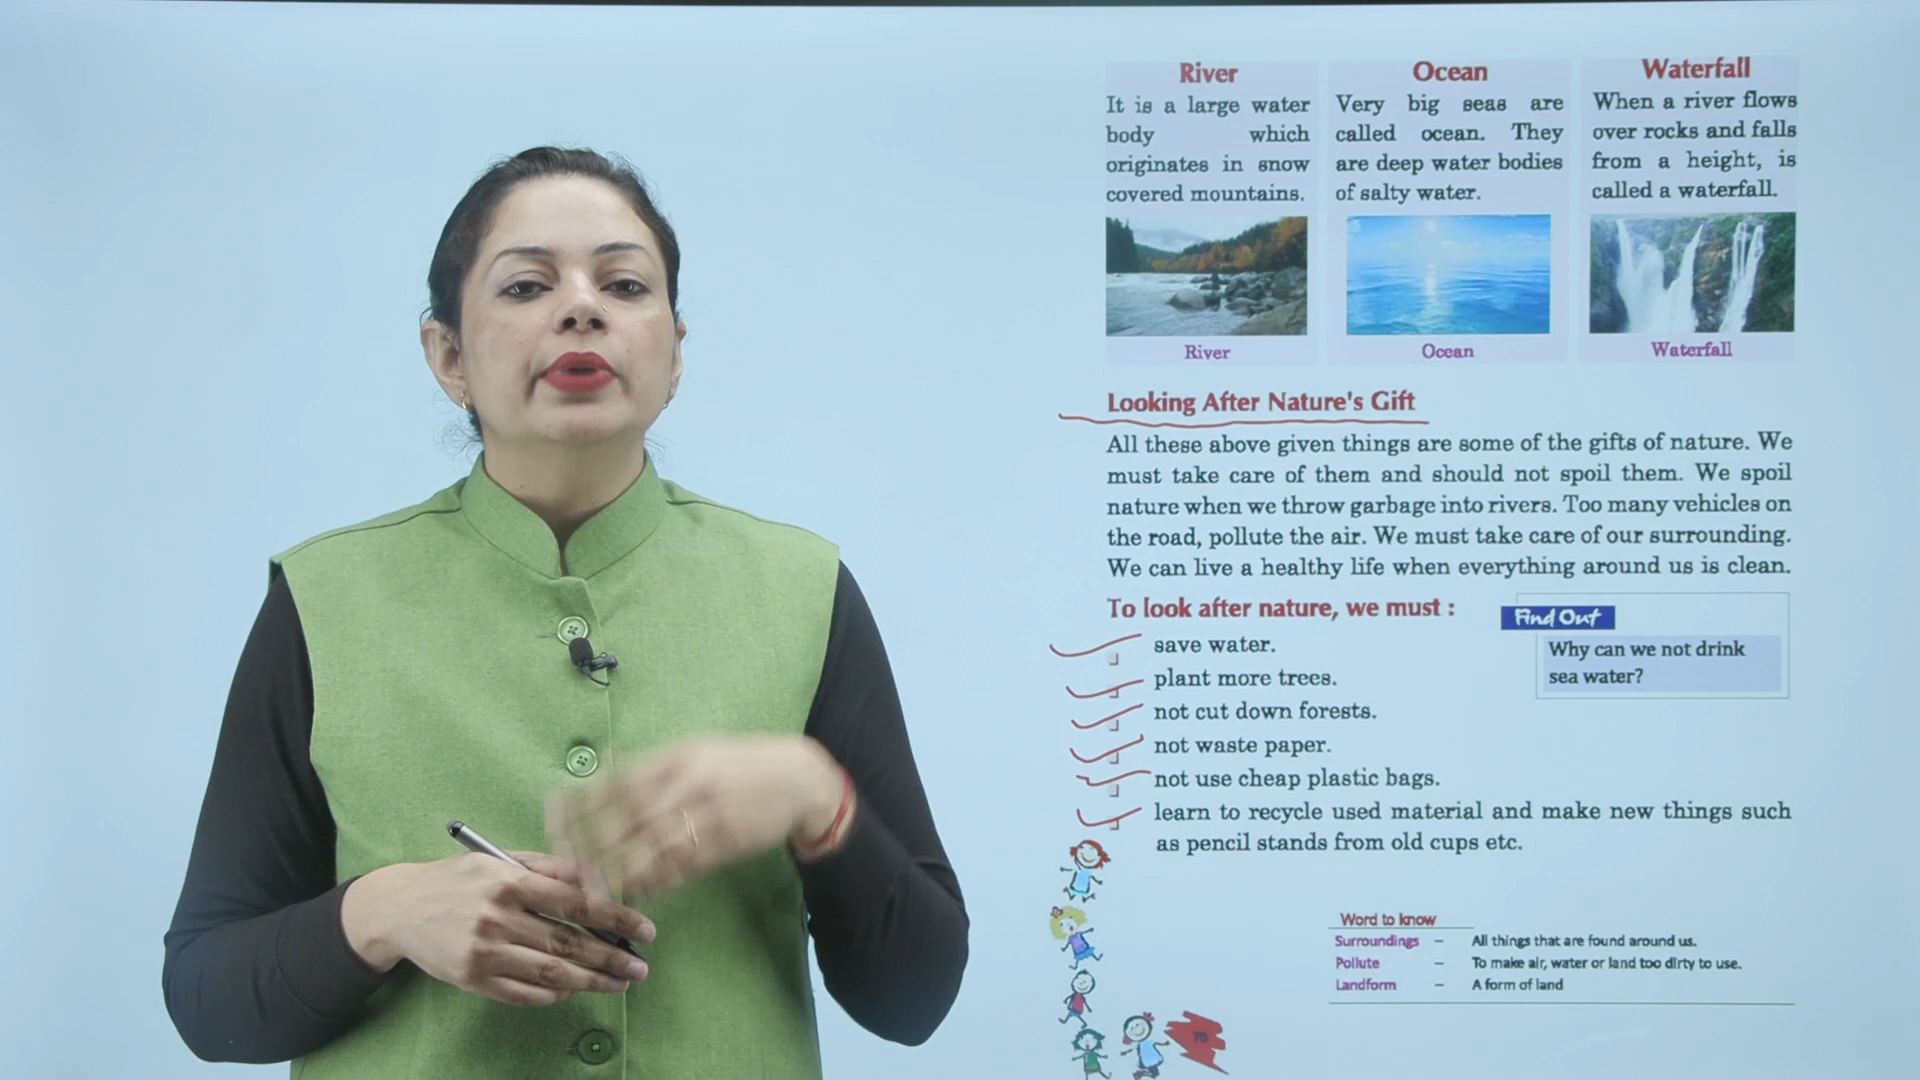 River
It is a large water
body which
originates in snow
covered mountains.
River
Ocean
Very big seas are
called ocean. They
are deep water bodies
of salty water.
Ocean
Waterfall
When a river flows
over rocks and falls
from a height, is
called a waterfall.
Waterfall
Looking After Nature's Gift
All these above given things are some of the gifts of nature. We
must take care of them and should not spoil them. We spoil
nature when we throw garbage into rivers. Too many vehicles on
the road, pollute the air. We must take care of our surrounding.
We can live a healthy life when everything around us is clean.
To look after nature, we must :
save water.
plant more trees.
not cut down forests.
not waste paper.
not use cheap plastic bags.
learn to recycle used material and make new things such
as pencil stands from old cups etc.
Find Out
Why can we not drink
sea water?
Word to know
Surroundings – All things that are found around us.
Pollute – To make air, water or land too dirty to use.
Landform – A form of land
70